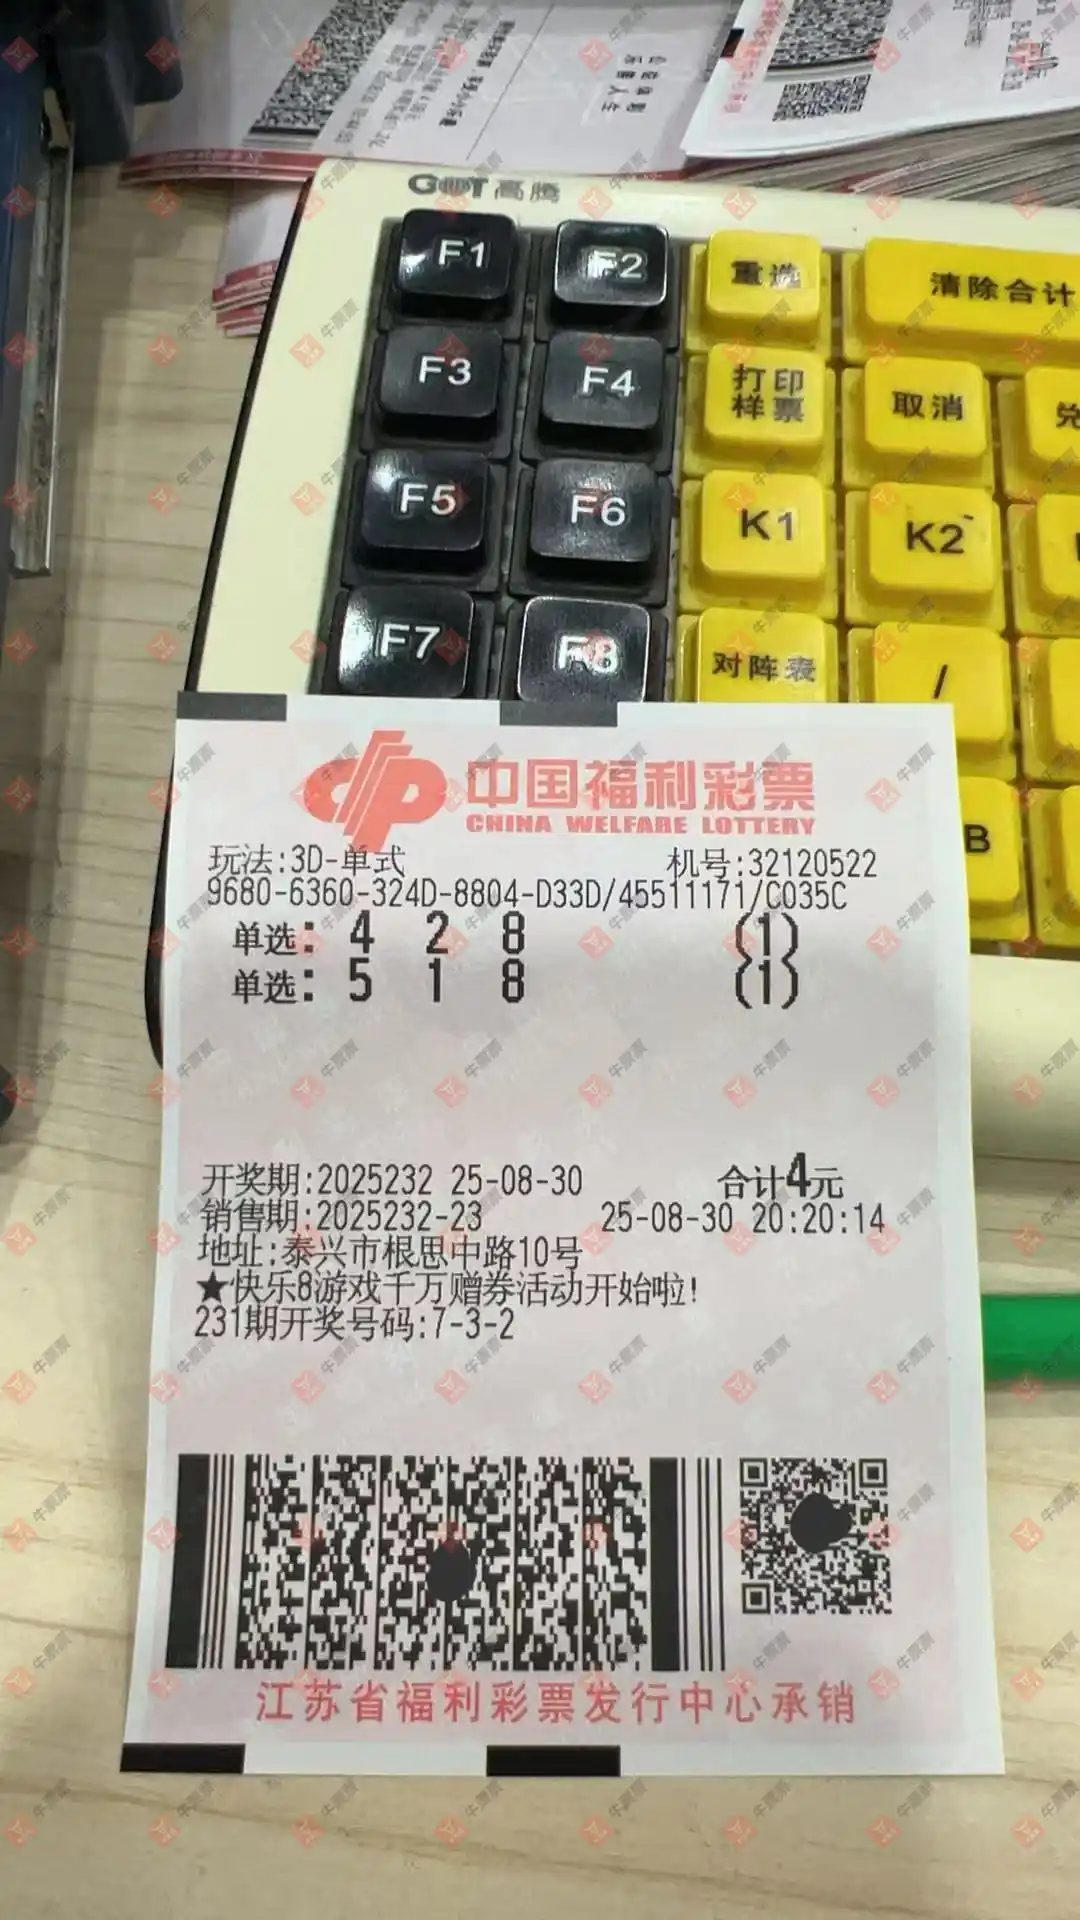 GOT 高腾
F1
F2
重选
清除合计
F3
F4
打印
样票
取消
F5
F6
K1
K2
F7
F8
对阵表
/
B
中国福利彩票
CHINA WELFARE LOTTERY
玩法:3D-单式 机号:32120522
9680-6360-324D-8804-D33D/45511171/C035C
单选: 4 2 8 (1)
单选: 5 1 8 (1)
开奖期:2025232 25-08-30 合计4元
销售期:2025232-23 25-08-30 20:20:14
地址:泰兴市根思中路10号
★快乐8游戏千万赠券活动开始啦!
231期开奖号码:7-3-2
江苏省福利彩票发行中心承销
牛票票